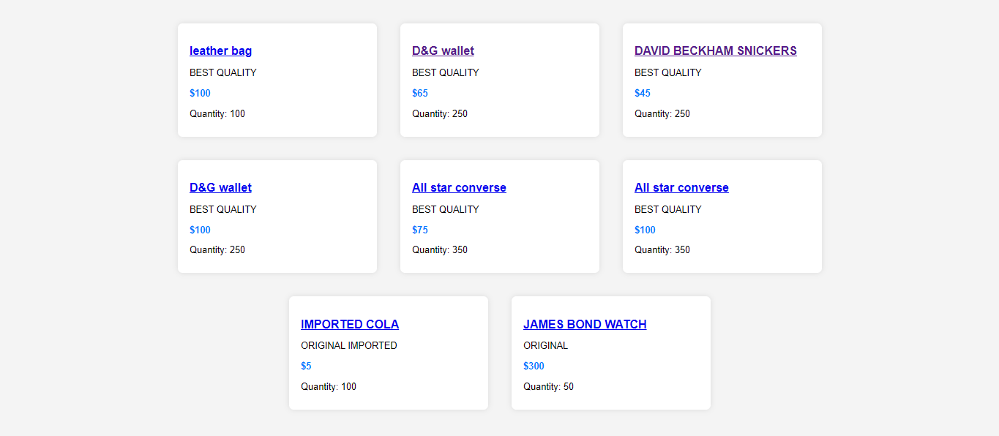 leather bag
BEST QUALITY
$100
Quantity: 100
D&G wallet
BEST QUALITY
$65
Quantity: 250
DAVID BECKHAM SNICKERS
BEST QUALITY
$45
Quantity: 250
D&G wallet
BEST QUALITY
$100
Quantity: 250
All star converse
BEST QUALITY
$75
Quantity: 350
All star converse
BEST QUALITY
$100
Quantity: 350
IMPORTED COLA
ORIGINAL IMPORTED
$5
Quantity: 100
JAMES BOND WATCH
ORIGINAL
$300
Quantity: 50